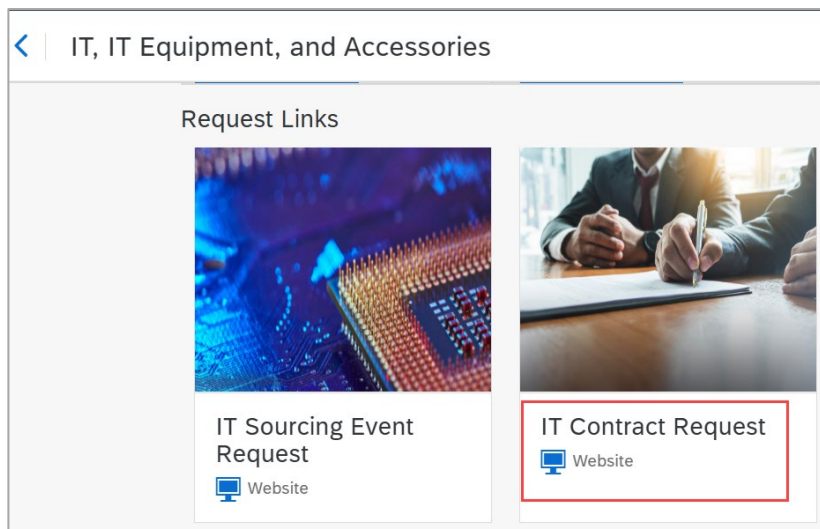 IT, IT Equipment, and Accessories
Request Links
IT Sourcing Event
Request
Website
IT Contract Request
Website